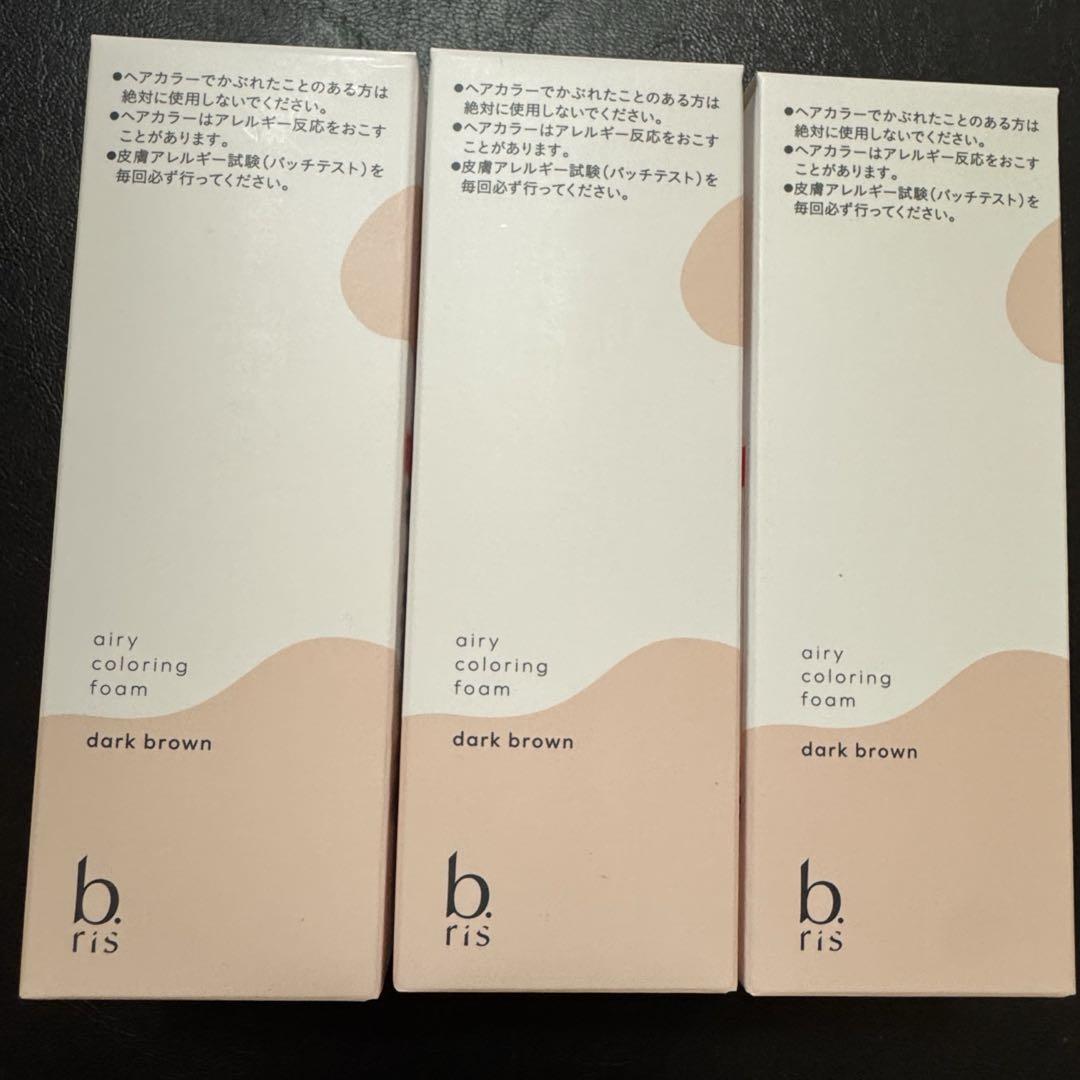 ●ヘアカラーでかぶれたことのある方は
絶対に使用しないでください。
●ヘアカラーはアレルギー反応をおこす
ことがあります。
●皮膚アレルギー試験(パッチテスト)を
毎回必ず行ってください。
airy
coloring
foam
dark brown
b.
ris
●ヘアカラーでかぶれたことのある方は
絶対に使用しないでください。
●ヘアカラーはアレルギー反応をおこす
ことがあります。
●皮膚アレルギー試験(パッチテスト)を
毎回必ず行ってください。
airy
coloring
foam
dark brown
b.
ris
●ヘアカラーでかぶれたことのある方は
絶対に使用しないでください。
●ヘアカラーはアレルギー反応をおこす
ことがあります。
●皮膚アレルギー試験(パッチテスト)を
毎回必ず行ってください。
airy
coloring
foam
dark brown
b.
ris